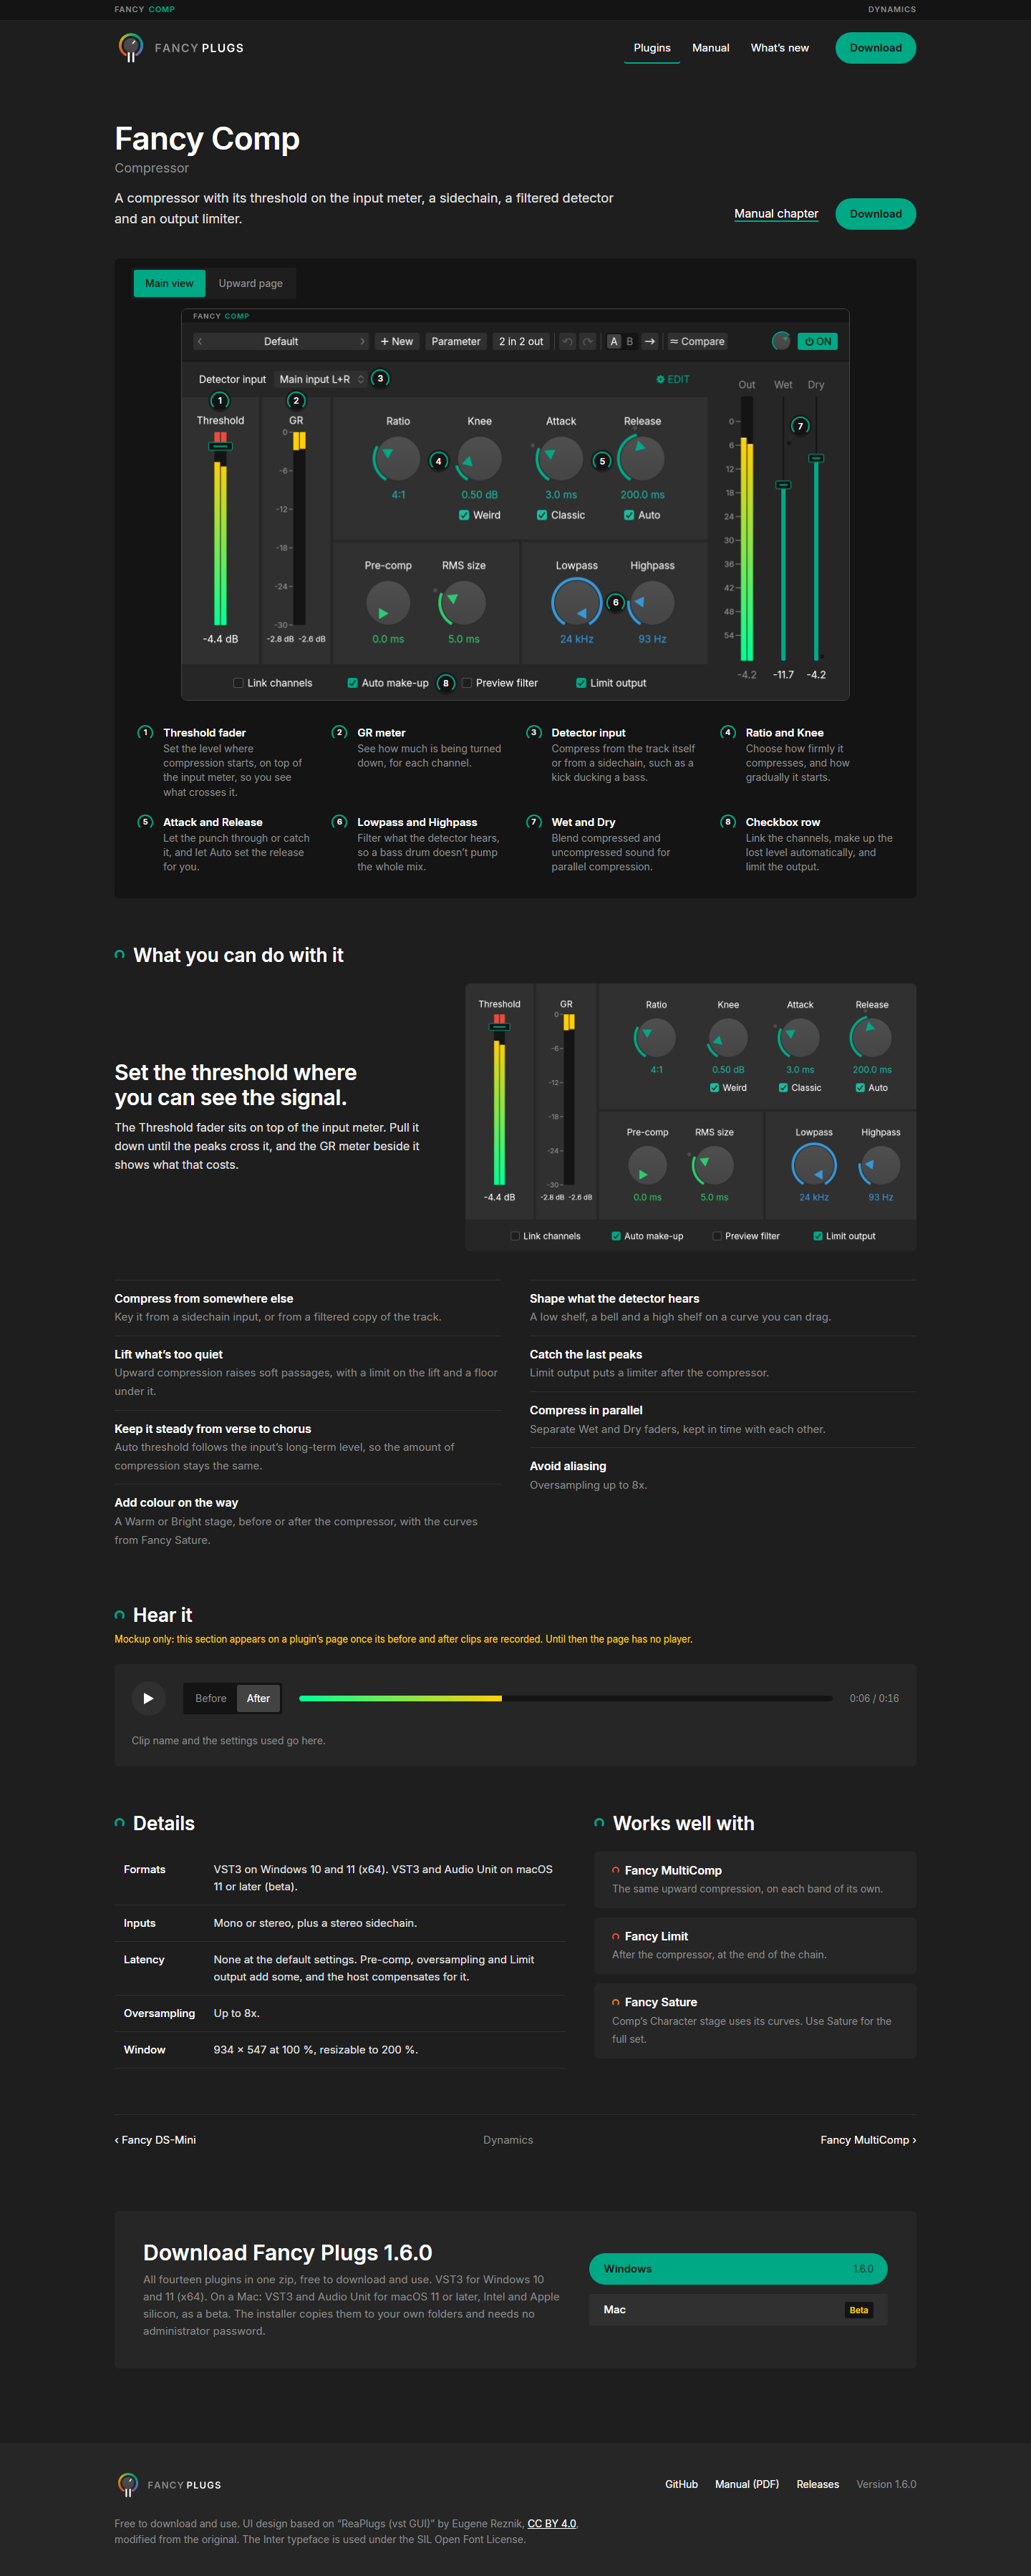 FANCY COMP
DYNAMICS
FANCY PLUGS
Plugins
Manual
What's new
Download
Fancy Comp
Compressor
A compressor with its threshold on the input meter, a sidechain, a filtered detector
and an output limiter.
Manual chapter
Download
Main view
Upward page
FANCY COMP
Default
+ New
Parameter
2 in 2 out
A B
Compare
ON
Detector input
Main input L+R
3
EDIT
Out
Wet
Dry
1
2
7
Threshold
GR
Ratio
Knee
Attack
Release
4
5
4:1
0.50 dB
3.0 ms
200.0 ms
Weird
Classic
Auto
0
-6
-12
-18
-24
-30
0
6
12
18
24
30
36
42
48
54
Pre-comp
RMS size
Lowpass
Highpass
6
0.0 ms
5.0 ms
24 kHz
93 Hz
-4.4 dB
-2.8 dB
-2.6 dB
-4.2
-11.7
-4.2
Link channels
Auto make-up
8
Preview filter
Limit output
1
Threshold fader
Set the level where
compression starts, on top of
the input meter, so you see
what crosses it.
2
GR meter
See how much is being turned
down, for each channel.
3
Detector input
Compress from the track itself
or from a sidechain, such as a
kick ducking a bass.
4
Ratio and Knee
Choose how firmly it
compresses, and how
gradually it starts.
5
Attack and Release
Let the punch through or catch
it, and let Auto set the release
for you.
6
Lowpass and Highpass
Filter what the detector hears,
so a bass drum doesn't pump
the whole mix.
7
Wet and Dry
Blend compressed and
uncompressed sound for
parallel compression.
8
Checkbox row
Link the channels, make up the
lost level automatically, and
limit the output.
What you can do with it
Set the threshold where
you can see the signal.
The Threshold fader sits on top of the input meter. Pull it
down until the peaks cross it, and the GR meter beside it
shows what that costs.
Threshold
GR
Ratio
Knee
Attack
Release
0
-6
-12
-18
-24
-30
4:1
0.50 dB
3.0 ms
200.0 ms
Weird
Classic
Auto
Pre-comp
RMS size
Lowpass
Highpass
0.0 ms
5.0 ms
24 kHz
93 Hz
-4.4 dB
-2.8 dB
-2.6 dB
Link channels
Auto make-up
Preview filter
Limit output
Compress from somewhere else
Key it from a sidechain input, or from a filtered copy of the track.
Lift what's too quiet
Upward compression raises soft passages, with a limit on the lift and a floor
under it.
Keep it steady from verse to chorus
Auto threshold follows the input's long-term level, so the amount of
compression stays the same.
Add colour on the way
A Warm or Bright stage, before or after the compressor, with the curves
from Fancy Sature.
Shape what the detector hears
A low shelf, a bell and a high shelf on a curve you can drag.
Catch the last peaks
Limit output puts a limiter after the compressor.
Compress in parallel
Separate Wet and Dry faders, kept in time with each other.
Avoid aliasing
Oversampling up to 8x.
Hear it
Mockup only: this section appears on a plugin's page once its before and after clips are recorded. Until then the page has no player.
Before
After
0:06 / 0:16
Clip name and the settings used go here.
Details
Formats
VST3 on Windows 10 and 11 (x64). VST3 and Audio Unit on macOS
11 or later (beta).
Inputs
Mono or stereo, plus a stereo sidechain.
Latency
None at the default settings. Pre-comp, oversampling and Limit
output add some, and the host compensates for it.
Oversampling
Up to 8x.
Window
934 × 547 at 100 %, resizable to 200 %.
Works well with
Fancy MultiComp
The same upward compression, on each band of its own.
Fancy Limit
After the compressor, at the end of the chain.
Fancy Sature
Comp's Character stage uses its curves. Use Sature for the
full set.
‹ Fancy DS-Mini
Dynamics
Fancy MultiComp ›
Download Fancy Plugs 1.6.0
All fourteen plugins in one zip, free to download and use. VST3 for Windows 10
and 11 (x64). On a Mac: VST3 and Audio Unit for macOS 11 or later, Intel and Apple
silicon, as a beta. The installer copies them to your own folders and needs no
administrator password.
Windows
1.6.0
Mac
Beta
FANCY PLUGS
GitHub
Manual (PDF)
Releases
Version 1.6.0
Free to download and use. UI design based on "ReaPlugs (vst GUI)" by Eugene Reznik, CC BY 4.0,
modified from the original. The Inter typeface is used under the SIL Open Font License.